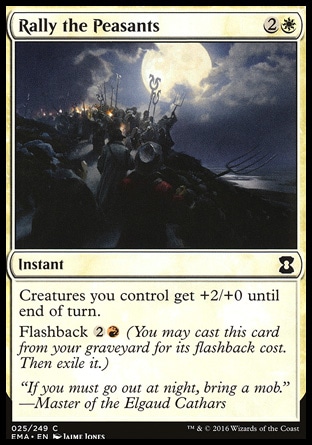 Rally the Peasants 2
Instant
Creatures you control get +2/+0 until
end of turn.
Flashback 2 (You may cast this card
from your graveyard for its flashback cost.
Then exile it.)
"If you must go out at night, bring a mob."
—Master of the Elgaud Cathars
025/249 C
EMA • EN Jaime Jones
™ & © 2016 Wizards of the Coast